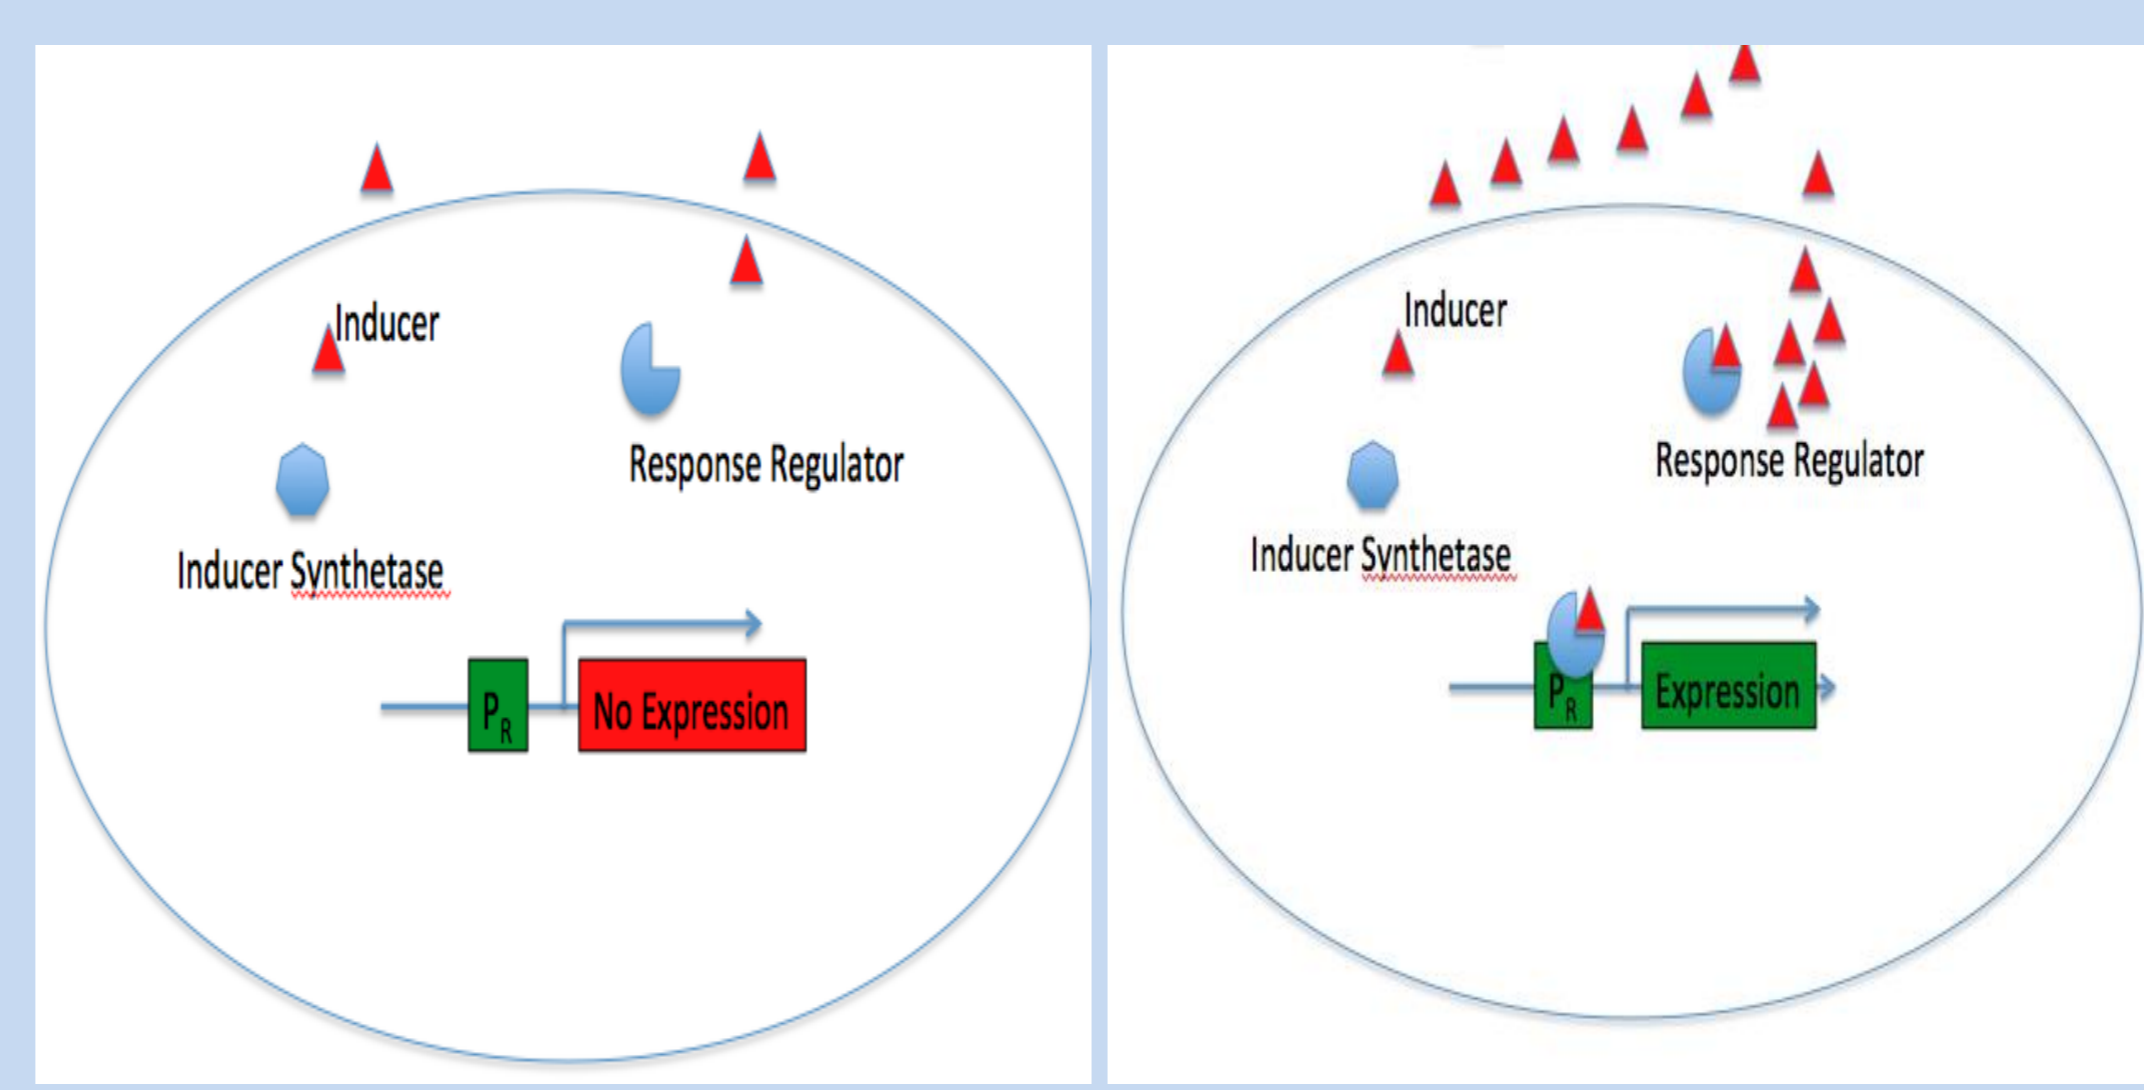 Inducer
Response Regulator
Inducer Synthetase
PR
No Expression
Inducer
Response Regulator
Inducer Synthetase
PR
Expression